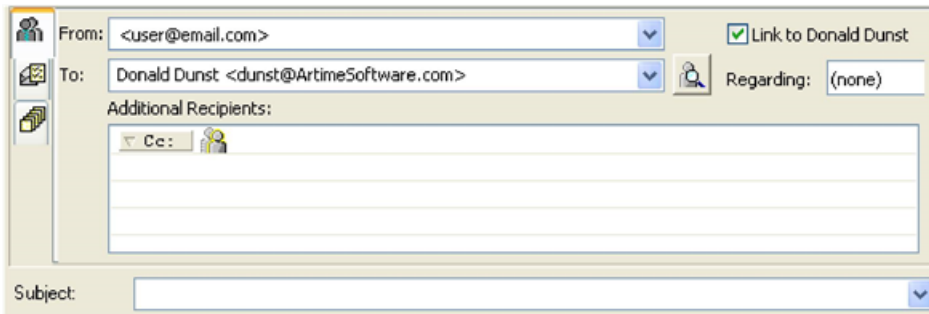 From: <user@email.com> Link to Donald Dunst
To: Donald Dunst <dunst@ArtimeSoftware.com> Regarding: (none)
Additional Recipients:
Cc:
Subject: